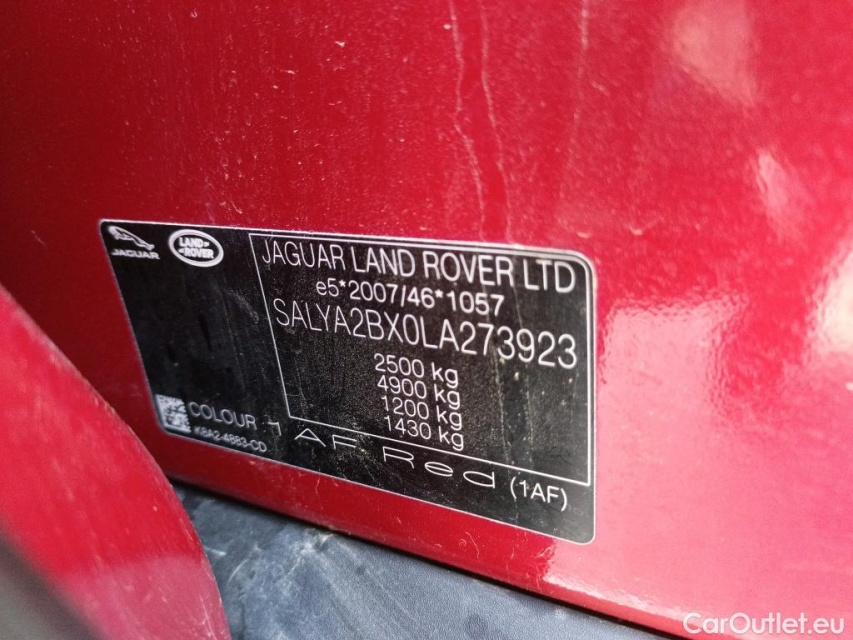 JAGUAR
LAND ROVER
JAGUAR LAND ROVER LTD
e5*2007/46*1057
SALYA2BX0LA273923
2500 kg
4900 kg
1200 kg
1430 kg
COLOUR 1 AF Red (1AF)
K8A2-4883-CD
CarOutlet.eu